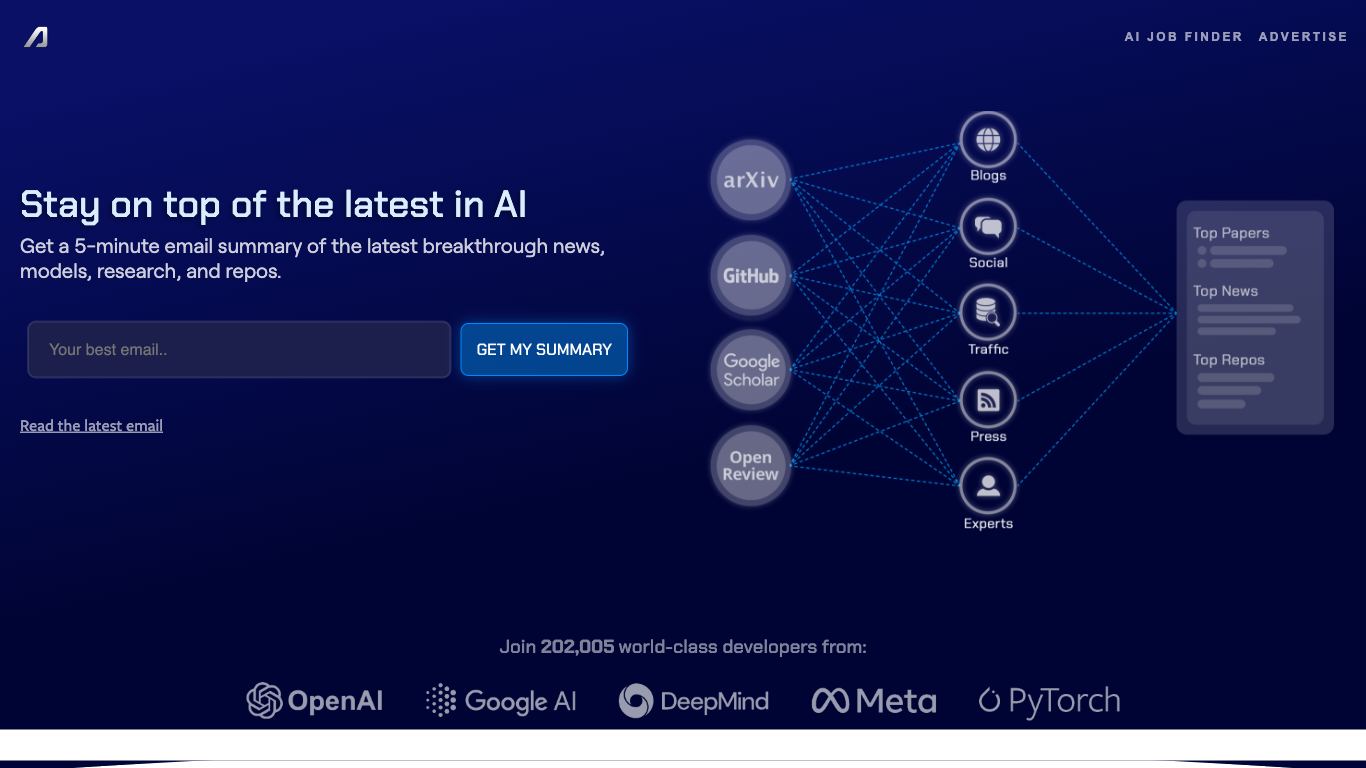 AI JOB FINDER ADVERTISE
Stay on top of the latest in AI
Get a 5-minute email summary of the latest breakthrough news,
models, research, and repos.
Your best email..
GET MY SUMMARY
Read the latest email
arXiv
GitHub
Google
Scholar
Open
Review
Blogs
Social
Traffic
Press
Experts
Top Papers
Top News
Top Repos
Join 202,005 world-class developers from:
OpenAI
Google AI
DeepMind
Meta
PyTorch